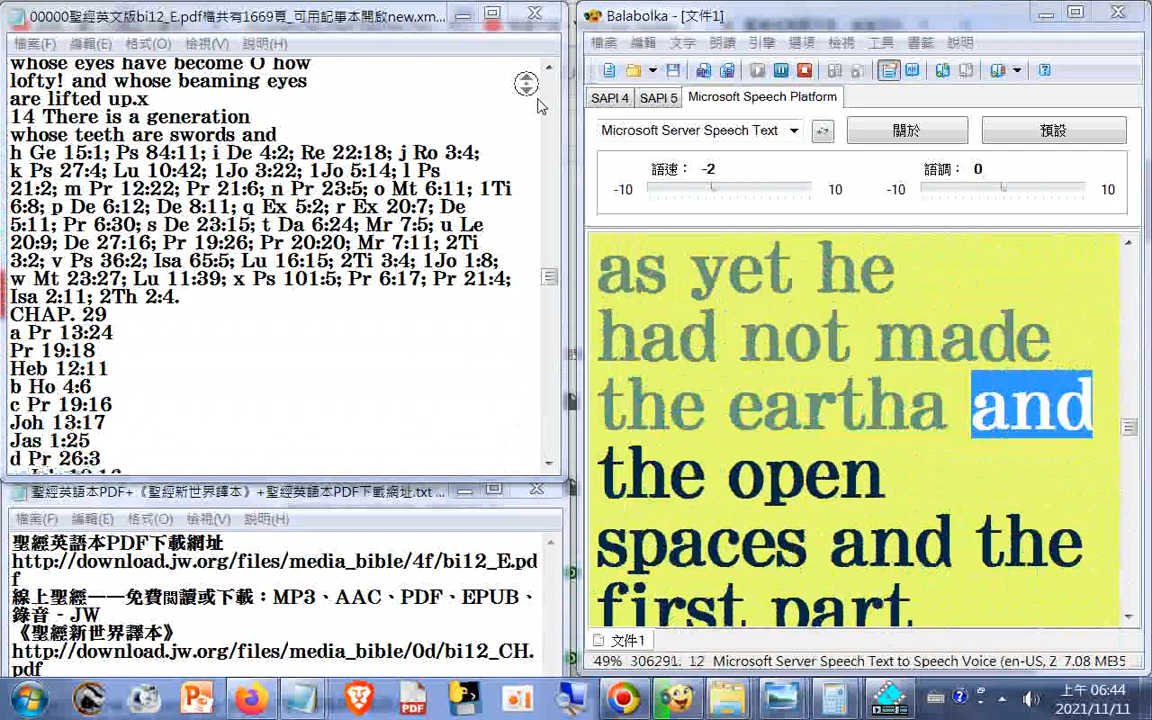 00000聖經英文版bi12_E.pdf檔共有1669頁_可用記事本開啟new.xm...
檔案(F) 編輯(E) 格式(O) 檢視(V) 說明(H)
whose eyes have become O how
lofty! and whose beaming eyes
are lifted up.x
14 There is a generation
whose teeth are swords and
h Ge 15:1; Ps 84:11; i De 4:2; Re 22:18; j Ro 3:4;
k Ps 27:4; Lu 10:42; 1Jo 3:22; 1Jo 5:14; l Ps
21:2; m Pr 12:22; Pr 21:6; n Pr 23:5; o Mt 6:11; 1Ti
6:8; p De 6:12; De 8:11; q Ex 5:2; r Ex 20:7; De
5:11; Pr 6:30; s De 23:15; t Da 6:24; Mr 7:5; u Le
20:9; De 27:16; Pr 19:26; Pr 20:20; Mr 7:11; 2Ti
3:2; v Ps 36:2; Isa 65:5; Lu 16:15; 2Ti 3:4; 1Jo 1:8;
w Mt 23:27; Lu 11:39; x Ps 101:5; Pr 6:17; Pr 21:4;
Isa 2:11; 2Th 2:4.
CHAP. 29
a Pr 13:24
Pr 19:18
Heb 12:11
b Ho 4:6
c Pr 19:16
Joh 13:17
Jas 1:25
d Pr 26:3
聖經英語本PDF+《聖經新世界譯本》+聖經英語本PDF下載網址.txt ...
檔案(F) 編輯(E) 格式(O) 檢視(V) 說明(H)
聖經英語本PDF下載網址
http://download.jw.org/files/media_bible/4f/bi12_E.pd
f
線上聖經──免費閱讀或下載：MP3、AAC、PDF、EPUB、
錄音 - JW
《聖經新世界譯本》
http://download.jw.org/files/media_bible/0d/bi12_CH.
pdf
Balabolka - [文件1]
檔案 編輯 文字 朗讀 引擎 選項 檢視 工具 書籤 說明
SAPI 4 SAPI 5 Microsoft Speech Platform
Microsoft Server Speech Text 關於 預設
語速： -2 語調： 0
-10 10 -10 10
as yet he
had not made
the eartha and
the open
spaces and the
first part
文件1
49% 306291. 12 Microsoft Server Speech Text to Speech Voice (en-US, Z 7.08 MB
PDF
上午 06:44
2021/11/11